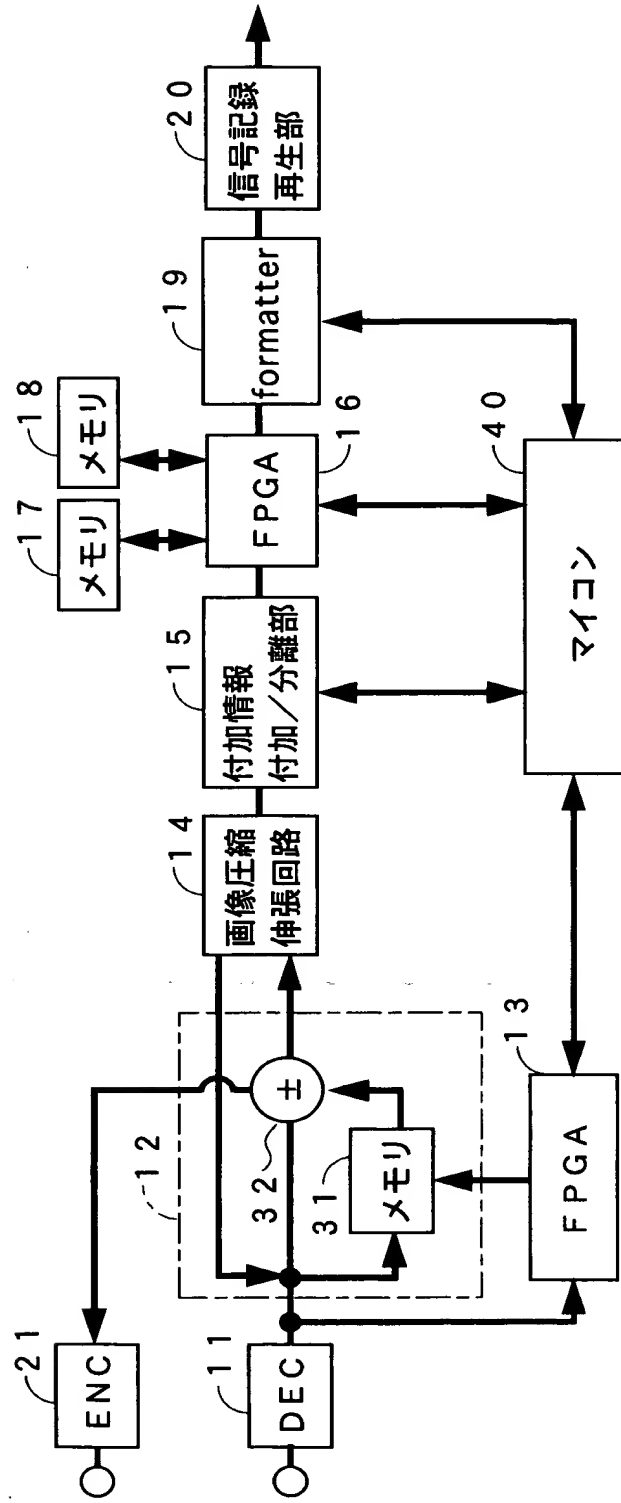 21
ENC
11
DEC
12
32
±
31
メモリ
13
FPGA
14
画像圧縮
伸張回路
15
付加情報
付加／分離部
17
メモリ
18
メモリ
FPGA
16
19
formatter
20
信号記録
再生部
40
マイコン